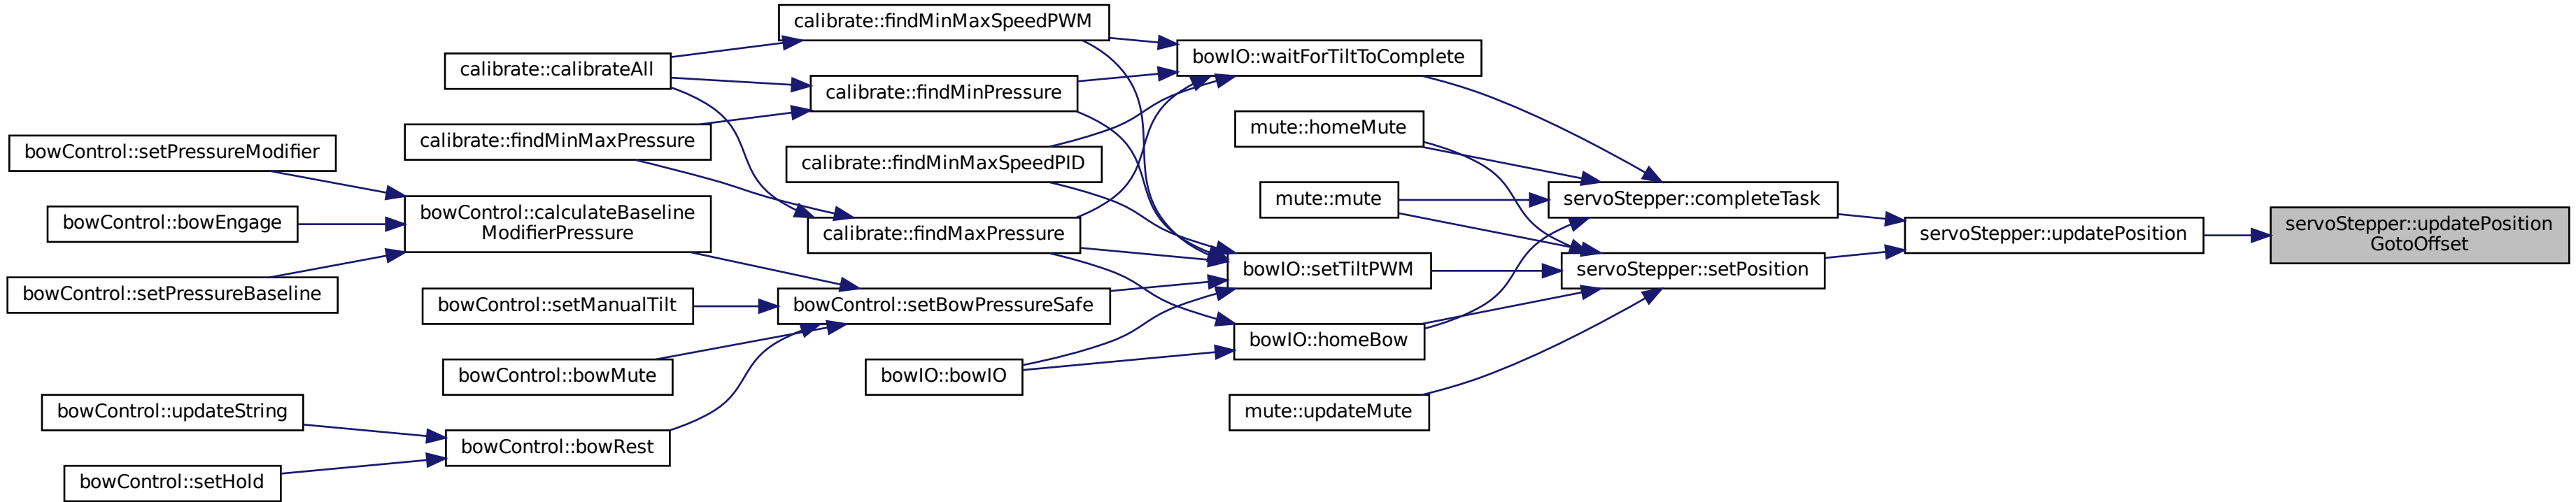 calibrate::findMinMaxSpeedPWM
bowIO::waitForTiltToComplete
calibrate::calibrateAll
calibrate::findMinPressure
mute::homeMute
calibrate::findMinMaxPressure
bowControl::setPressureModifier
calibrate::findMinMaxSpeedPID
mute::mute
servoStepper::completeTask
bowControl::calculateBaseline
ModifierPressure
bowControl::bowEngage
calibrate::findMaxPressure
servoStepper::updatePosition
servoStepper::updatePosition
GotoOffset
bowIO::setTiltPWM
servoStepper::setPosition
bowControl::setPressureBaseline
bowControl::setManualTilt
bowControl::setBowPressureSafe
bowIO::homeBow
bowControl::bowMute
bowIO::bowIO
bowControl::updateString
mute::updateMute
bowControl::bowRest
bowControl::setHold